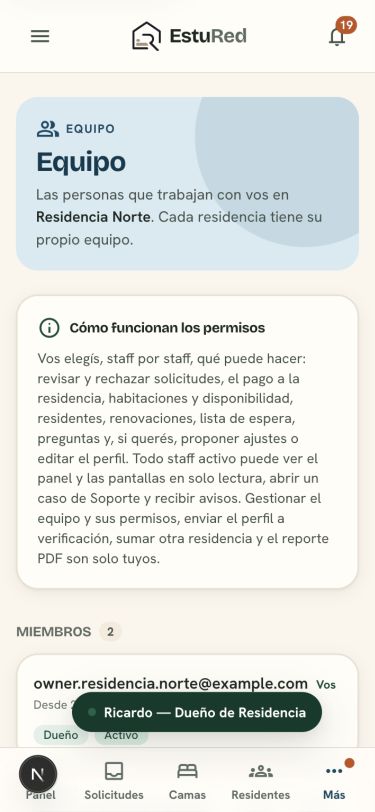 EstuRed
19
EQUIPO
Equipo
Las personas que trabajan con vos en
Residencia Norte. Cada residencia tiene su
propio equipo.
Cómo funcionan los permisos
Vos elegís, staff por staff, qué puede hacer:
revisar y rechazar solicitudes, el pago a la
residencia, habitaciones y disponibilidad,
residentes, renovaciones, lista de espera,
preguntas y, si querés, proponer ajustes o
editar el perfil. Todo staff activo puede ver el
panel y las pantallas en solo lectura, abrir un
caso de Soporte y recibir avisos. Gestionar el
equipo y sus permisos, enviar el perfil a
verificación, sumar otra residencia y el reporte
PDF son solo tuyos.
MIEMBROS 2
owner.residencia.norte@example.com Vos
Desde
Ricardo — Dueño de Residencia
Dueño Activo
N
Panel Solicitudes Camas Residentes Más